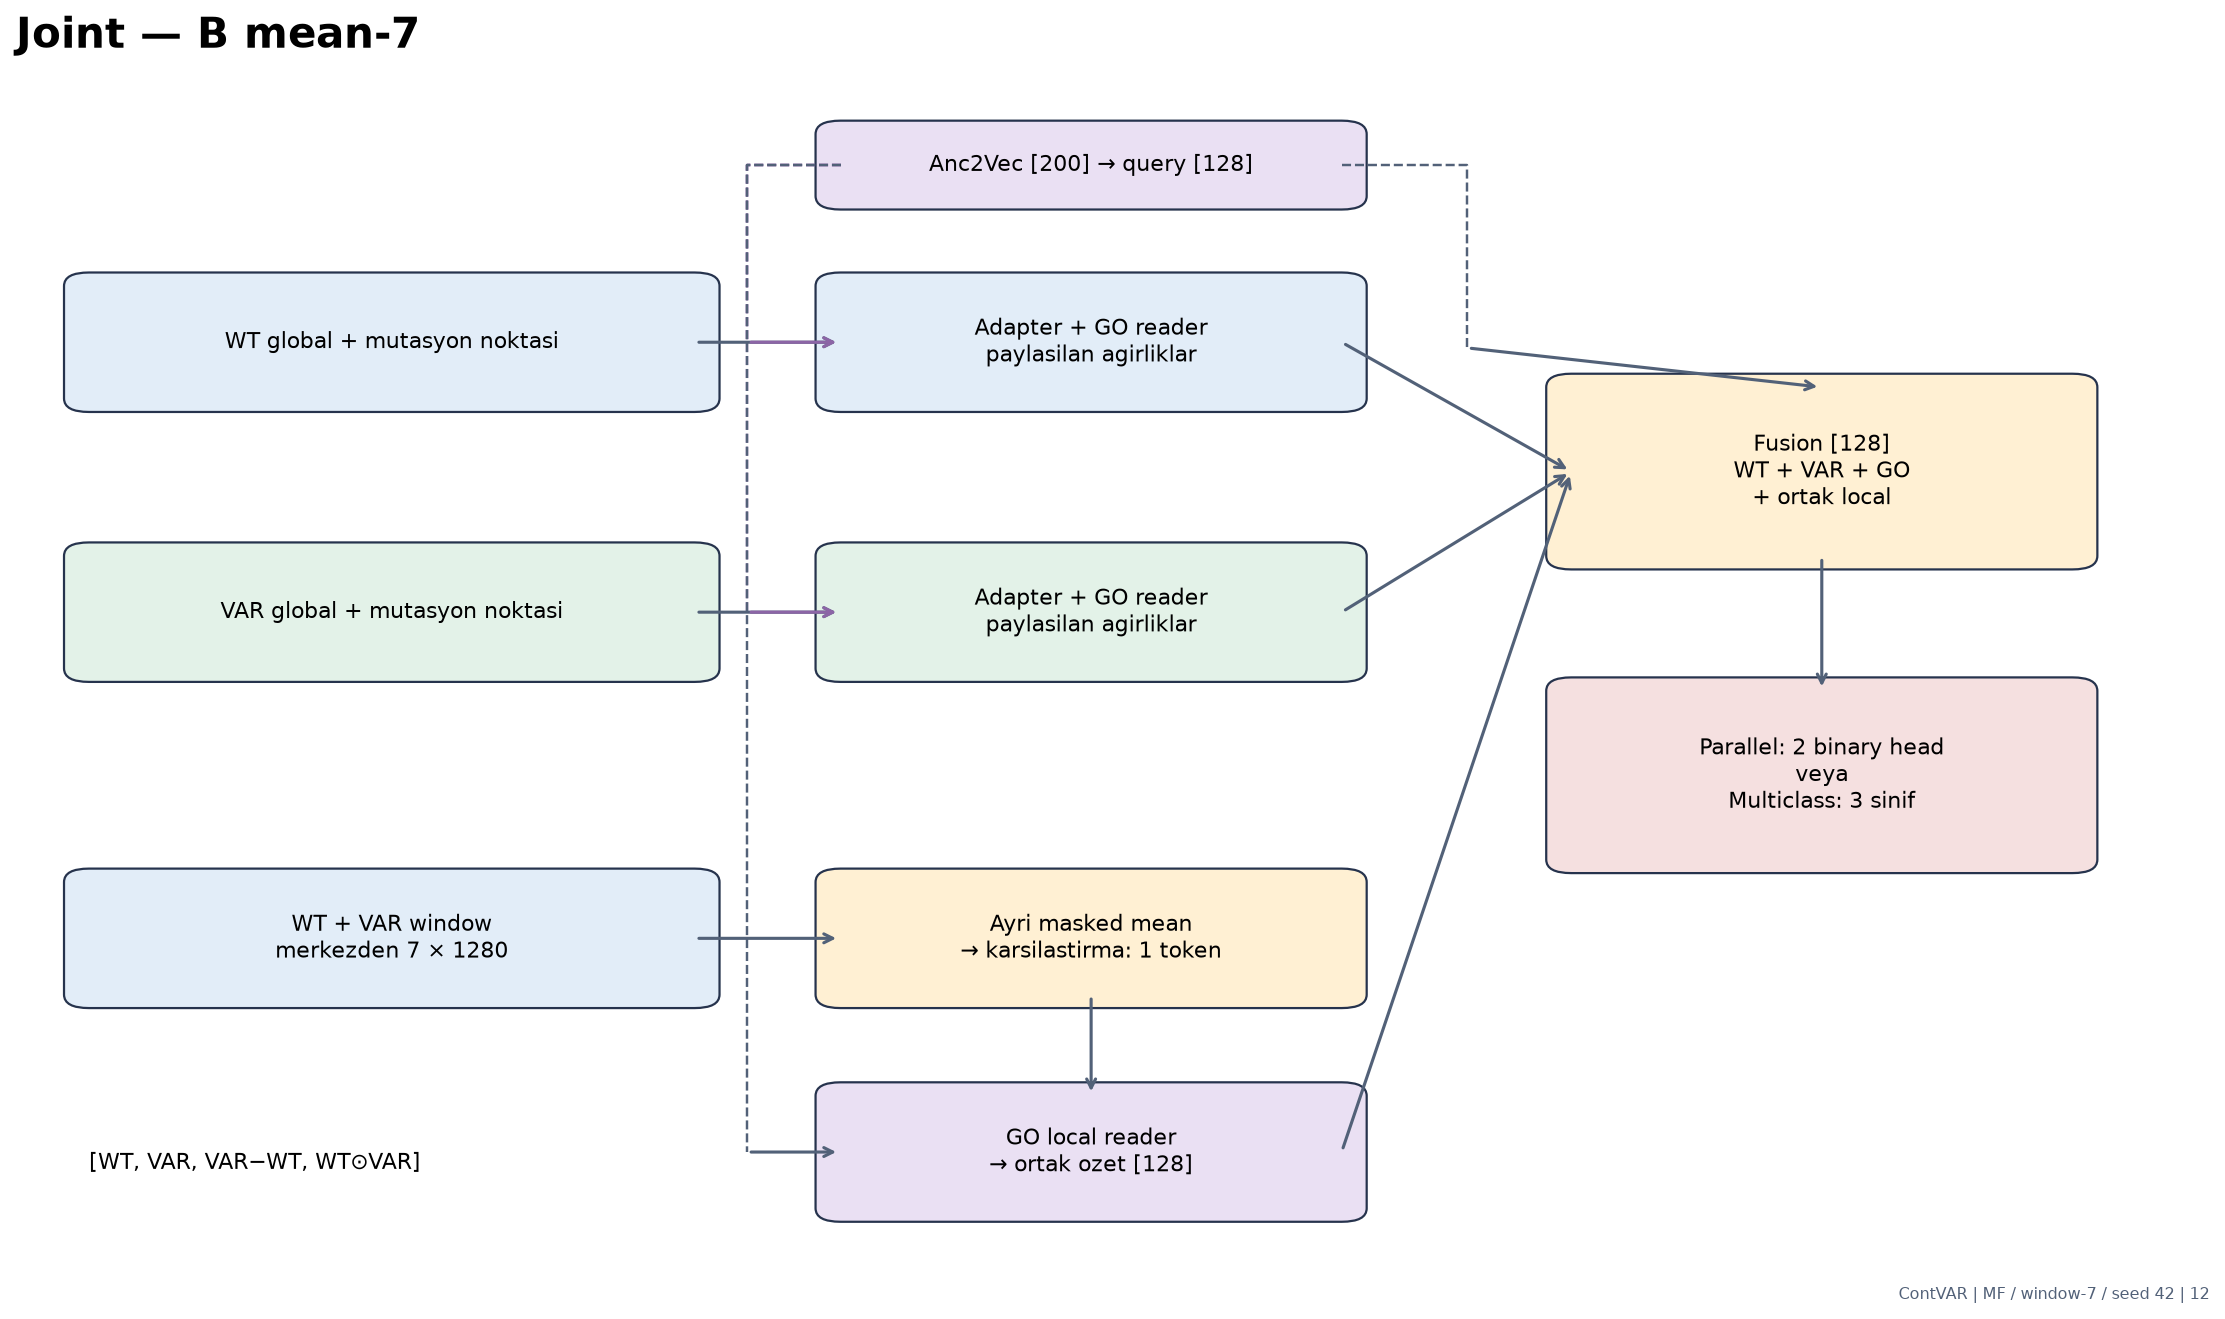 Joint — B mean-7
Anc2Vec [200] → query [128]
WT global + mutasyon noktasi
Adapter + GO reader
paylasilan agirliklar
Fusion [128]
WT + VAR + GO
+ ortak local
VAR global + mutasyon noktasi
Adapter + GO reader
paylasilan agirliklar
Parallel: 2 binary head
veya
Multiclass: 3 sinif
WT + VAR window
merkezden 7 × 1280
Ayri masked mean
→ karsilastirma: 1 token
GO local reader
→ ortak ozet [128]
[WT, VAR, VAR−WT, WT⊙VAR]
ContVAR | MF / window-7 / seed 42 | 12